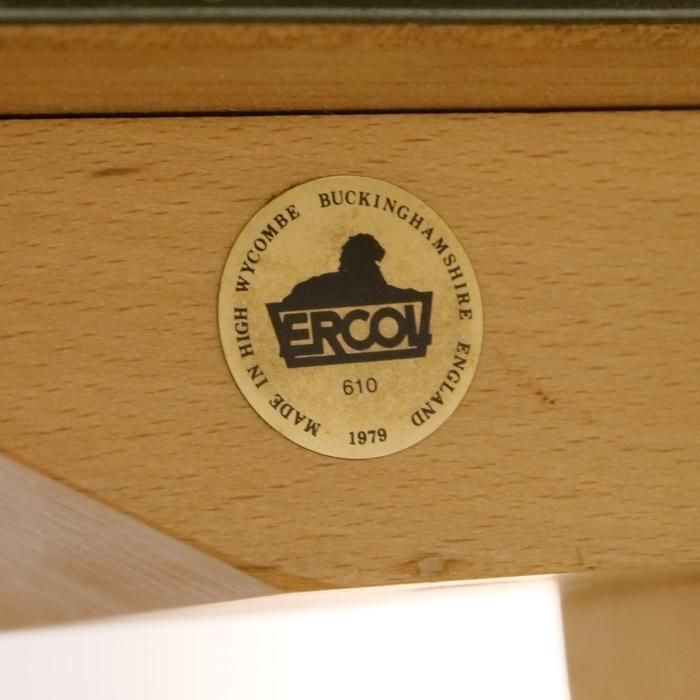 MADE IN HIGH WYCOMBE BUCKINGHAMSHIRE ENGLAND
ERCOL
610
1979